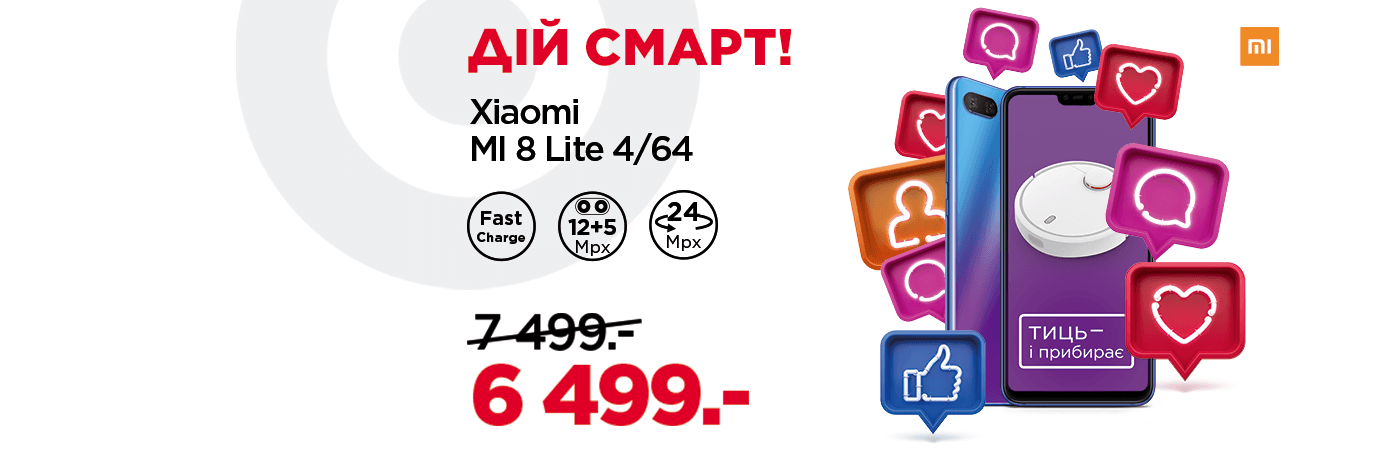 ДІЙ СМАРТ!
Xiaomi
MI 8 Lite 4/64
Fast
Charge
12+5
Mpx
24
Mpx
7 499.-
6 499.-
mi
тиць–
і прибирає